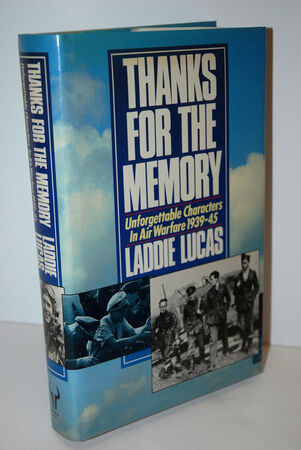 THANKS
FOR THE
MEMORY
Unforgettable Characters
In Air Warfare 1939-45
LADDIE LUCAS
THANKS FOR THE MEMORY
LADDIE
LUCAS